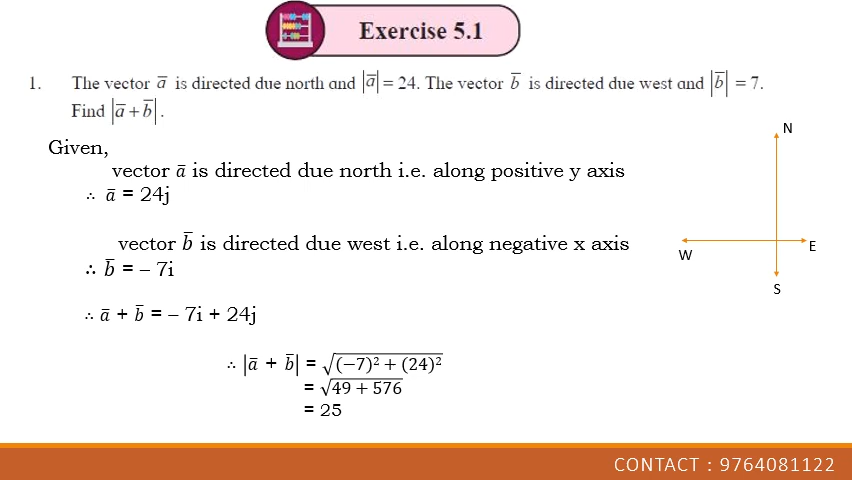 Exercise 5.1
1. The vector a̅ is directed due north and |a̅| = 24. The vector b̅ is directed due west and |b̅| = 7.
Find |a̅ + b̅|.
Given,
vector a̅ is directed due north i.e. along positive y axis
∴ a̅ = 24j
vector b̅ is directed due west i.e. along negative x axis
∴ b̅ = – 7i
∴ a̅ + b̅ = – 7i + 24j
∴ |a̅ + b̅| = √((−7)² + (24)²)
= √(49 + 576)
= 25
N
W
E
S
CONTACT : 9764081122